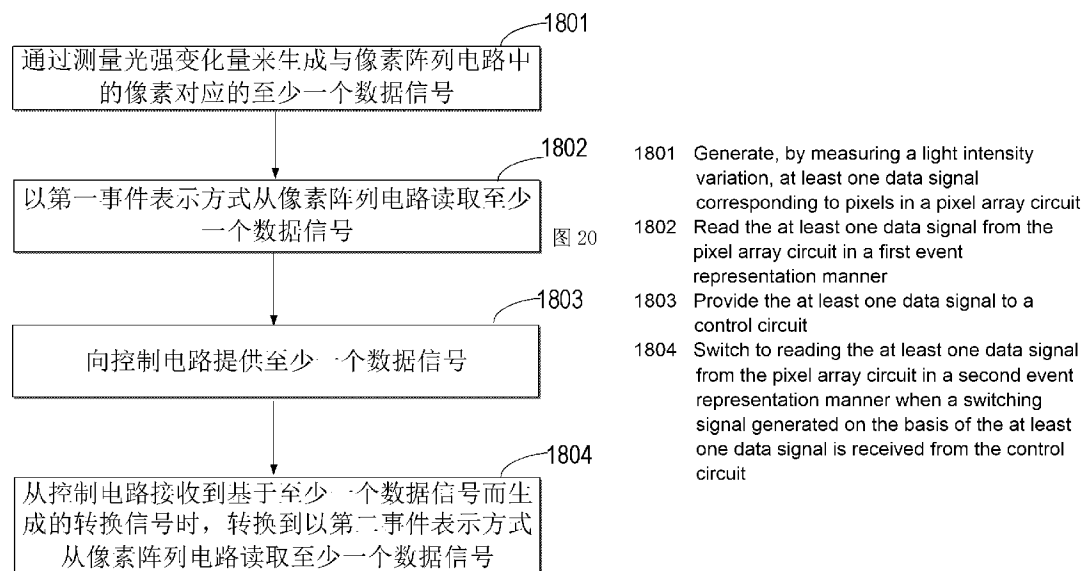 1801
通过测量光强变化量来生成与像素阵列电路中
的像素对应的至少一个数据信号
1802
以第一事件表示方式从像素阵列电路读取至少
一个数据信号
图 20
1803
向控制电路提供至少一个数据信号
1804
从控制电路接收到基于至少一个数据信号而生
成的转换信号时，转换到以第二事件表示方式
从像素阵列电路读取至少一个数据信号
1801 Generate, by measuring a light intensity
variation, at least one data signal
corresponding to pixels in a pixel array circuit
1802 Read the at least one data signal from the
pixel array circuit in a first event
representation manner
1803 Provide the at least one data signal to a
control circuit
1804 Switch to reading the at least one data signal
from the pixel array circuit in a second event
representation manner when a switching
signal generated on the basis of the at least
one data signal is received from the control
circuit